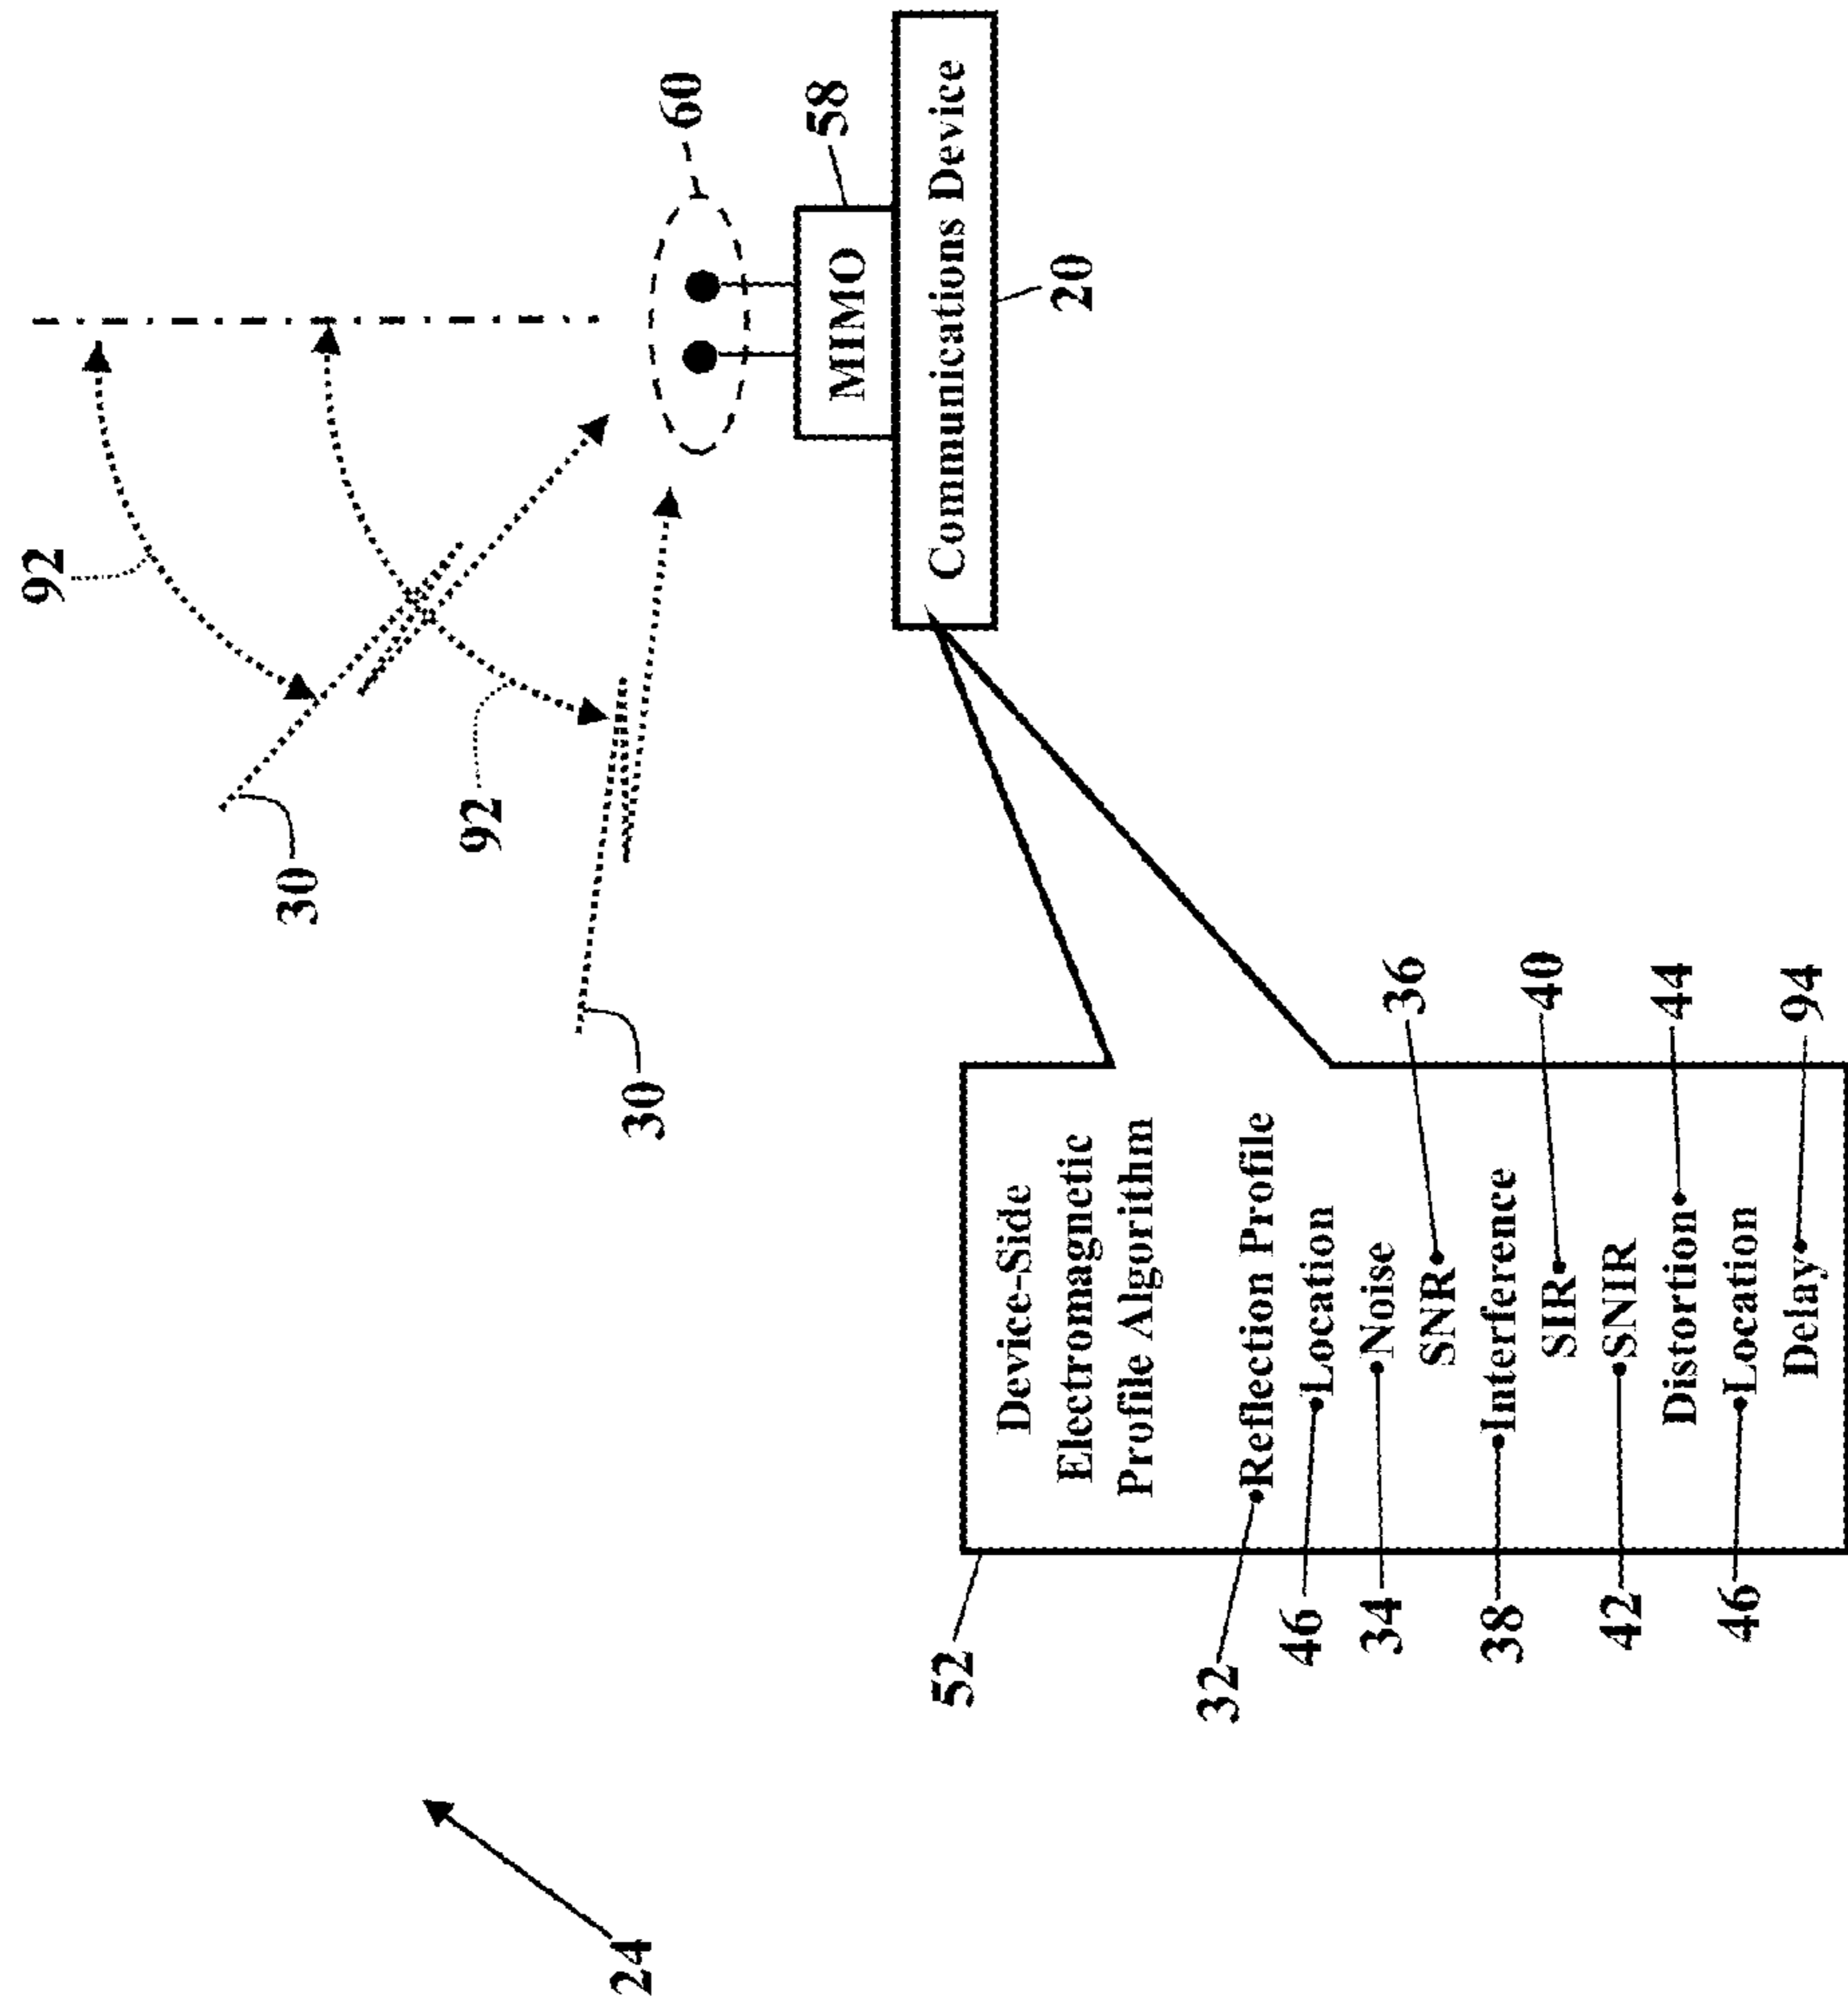 24
30
92
30
92
60
58
MIMO
Communications Device
20
52
Device-Side
Electromagnetic
Profile Algorithm
32
Reflection Profile
46
Location
34
Noise
SNR
36
38
Interference
SIR
40
42
SNIR
Distortion
44
46
Location
Delay
94